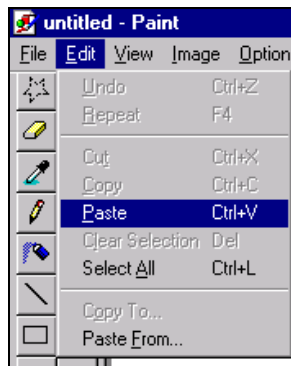 untitled - Paint
File Edit View Image Option
Undo Ctrl+Z
Repeat F4
Cut Ctrl+X
Copy Ctrl+C
Paste Ctrl+V
Clear Selection Del
Select All Ctrl+L
Copy To...
Paste From...